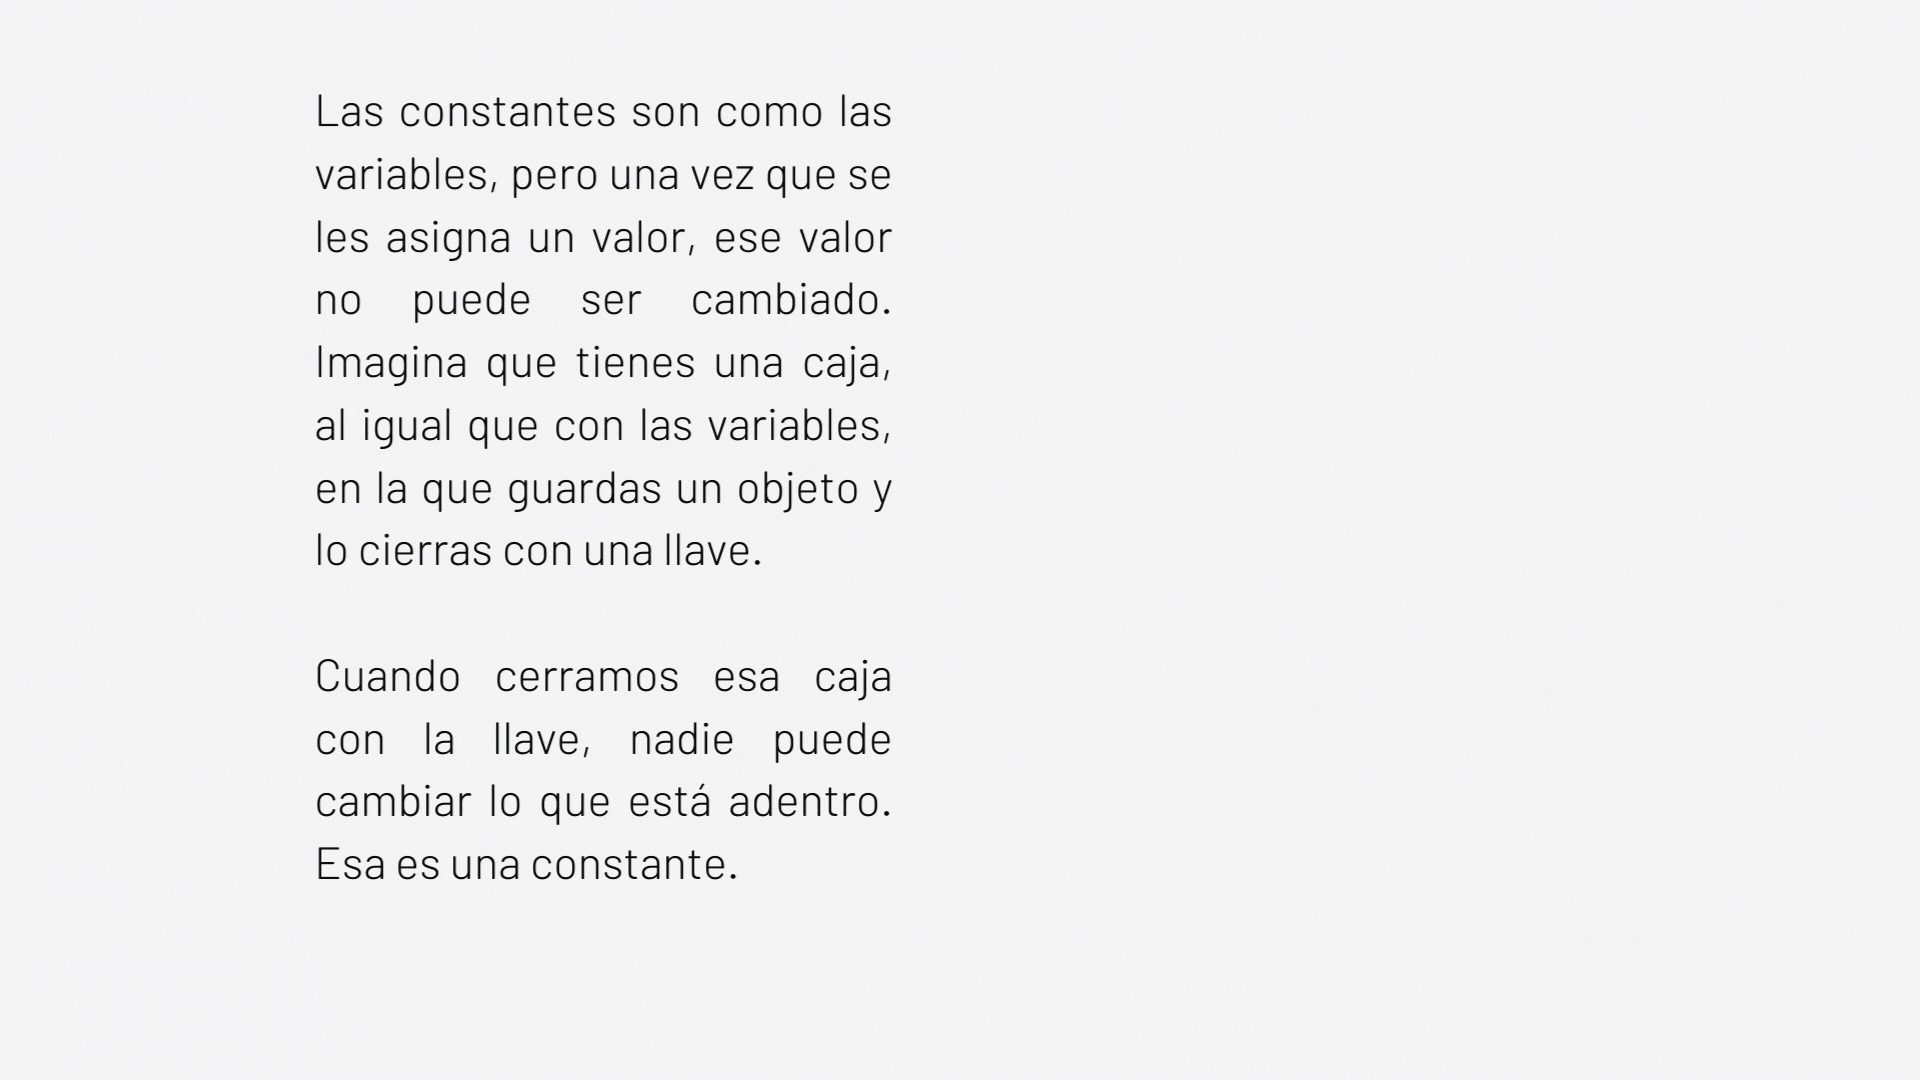 Las constantes son como las
variables, pero una vez que se
les asigna un valor, ese valor
no puede ser cambiado.
Imagina que tienes una caja,
al igual que con las variables,
en la que guardas un objeto y
lo cierras con una llave.
Cuando cerramos esa caja
con la llave, nadie puede
cambiar lo que está adentro.
Esa es una constante.